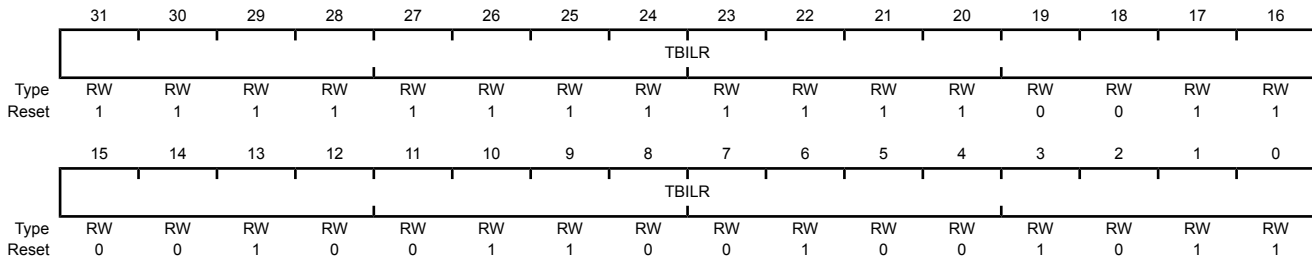 31 30 29 28 27 26 25 24 23 22 21 20 19 18 17 16
TBILR
Type RW RW RW RW RW RW RW RW RW RW RW RW RW RW RW RW
Reset 1 1 1 1 1 1 1 1 1 1 1 1 0 0 1 1
15 14 13 12 11 10 9 8 7 6 5 4 3 2 1 0
TBILR
Type RW RW RW RW RW RW RW RW RW RW RW RW RW RW RW RW
Reset 0 0 1 0 0 1 1 0 0 1 0 0 1 0 1 1